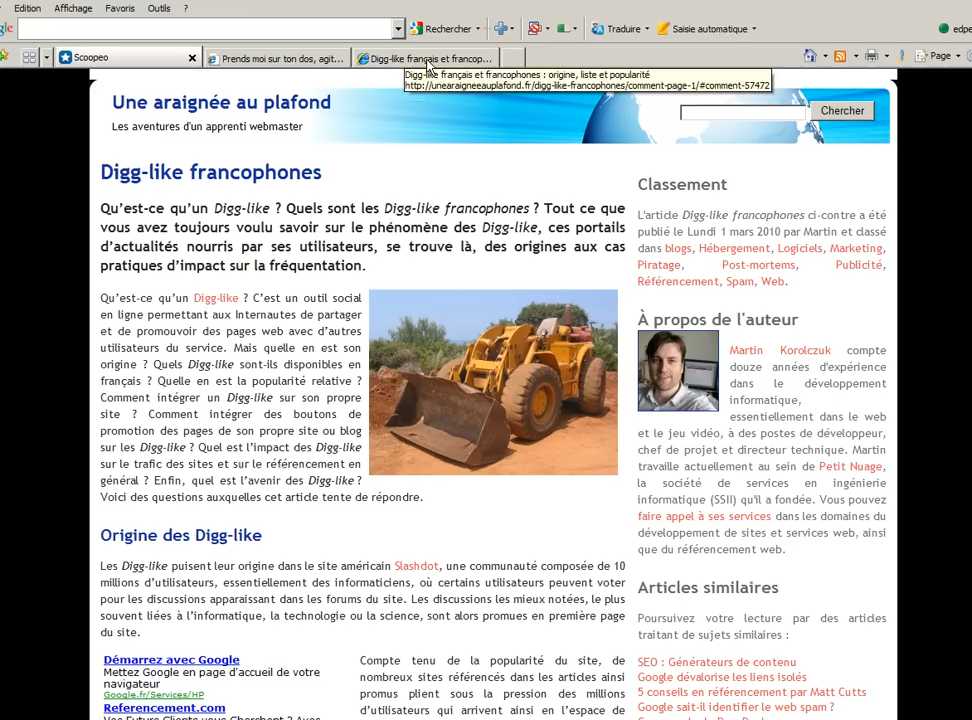 Edition Affichage Favoris Outils ?
Rechercher Traduire Saisie automatique
Scoopeo Prends moi sur ton dos, agit... Digg-like français et francop... Page
Digg-like français et francophones : origine, liste et popularité
http://unearaigneeauplafond.fr/digg-like-francophones/comment-page-1/#comment-57472
Une araignée au plafond
Les aventures d'un apprenti webmaster
Chercher
Digg-like francophones
Qu'est-ce qu'un Digg-like ? Quels sont les Digg-like francophones ? Tout ce que
vous avez toujours voulu savoir sur le phénomène des Digg-like, ces portails
d'actualités nourris par ses utilisateurs, se trouve là, des origines aux cas
pratiques d'impact sur la fréquentation.
Qu'est-ce qu'un Digg-like ? C'est un outil social
en ligne permettant aux Internautes de partager
et de promouvoir des pages web avec d'autres
utilisateurs du service. Mais quelle en est son
origine ? Quels Digg-like sont-ils disponibles en
français ? Quelle en est la popularité relative ?
Comment intégrer un Digg-like sur son propre
site ? Comment intégrer des boutons de
promotion des pages de son propre site ou blog
sur les Digg-like ? Quel est l'impact des Digg-like
sur le trafic des sites et sur le référencement en
général ? Enfin, quel est l'avenir des Digg-like ?
Voici des questions auxquelles cet article tente de répondre.
Origine des Digg-like
Les Digg-like puisent leur origine dans le site américain Slashdot, une communauté composée de 10
millions d'utilisateurs, essentiellement des informaticiens, où certains utilisateurs peuvent voter
pour les discussions apparaissant dans les forums du site. Les discussions les mieux notées, le plus
souvent liées à l'informatique, la technologie ou la science, sont alors promues en première page
du site.
Démarrez avec Google
Mettez Google en page d'accueil de votre
navigateur
Google.fr/Services/HP
Referencement.com
Vos Future Clients vous Cherchent ? Avec
Compte tenu de la popularité du site, de
nombreux sites référencés dans les articles ainsi
promus plient sous la pression des millions
d'utilisateurs qui arrivent ainsi en l'espace de
Classement
L'article Digg-like francophones ci-contre a été
publié le Lundi 1 mars 2010 par Martin et classé
dans blogs, Hébergement, Logiciels, Marketing,
Piratage, Post-mortems, Publicité,
Référencement, Spam, Web.
À propos de l'auteur
Martin Korolczuk compte
douze années d'expérience
dans le développement
informatique,
essentiellement dans le web
et le jeu vidéo, à des postes de développeur,
chef de projet et directeur technique. Martin
travaille actuellement au sein de Petit Nuage,
la société de services en ingénierie
informatique (SSII) qu'il a fondée. Vous pouvez
faire appel à ses services dans les domaines du
développement de sites et services web, ainsi
que du référencement web.
Articles similaires
Poursuivez votre lecture par des articles
traitant de sujets similaires :
SEO : Générateurs de contenu
Google dévalorise les liens isolés
5 conseils en référencement par Matt Cutts
Google sait-il identifier le web spam ?